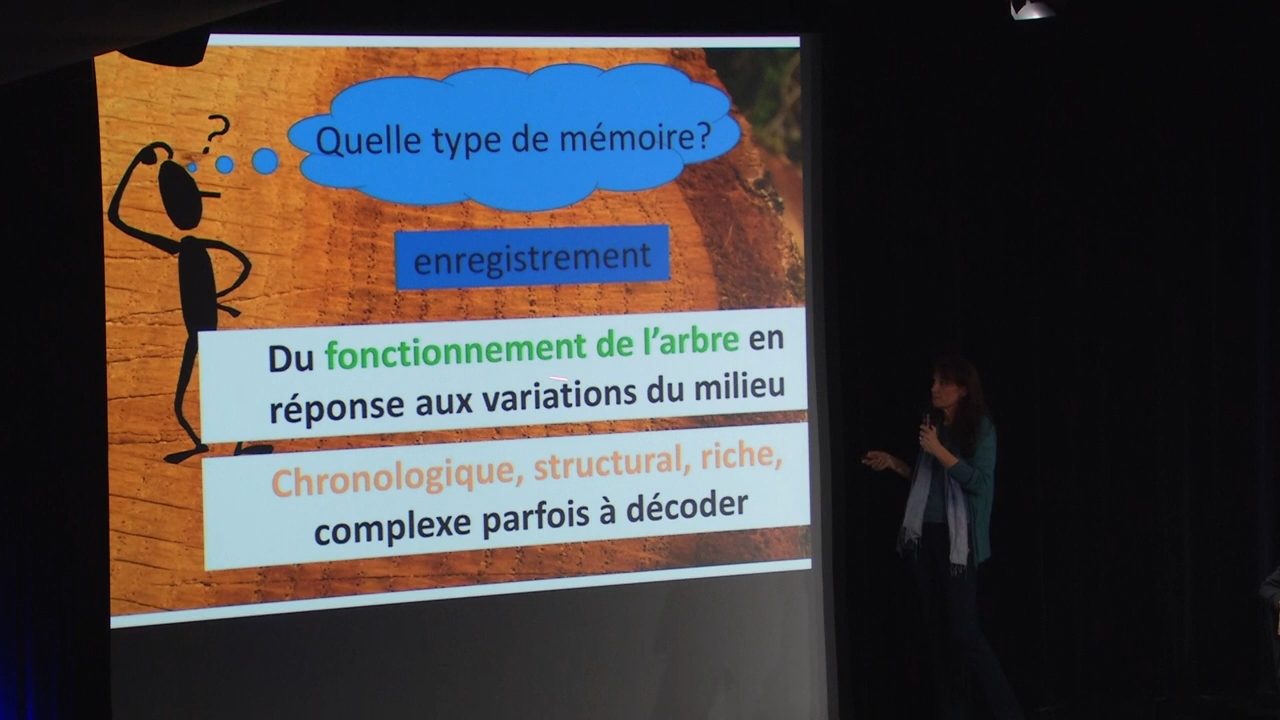 ?
Quelle type de mémoire?
enregistrement
Du fonctionnement de l'arbre en
réponse aux variations du milieu
Chronologique, structural, riche,
complexe parfois à décoder